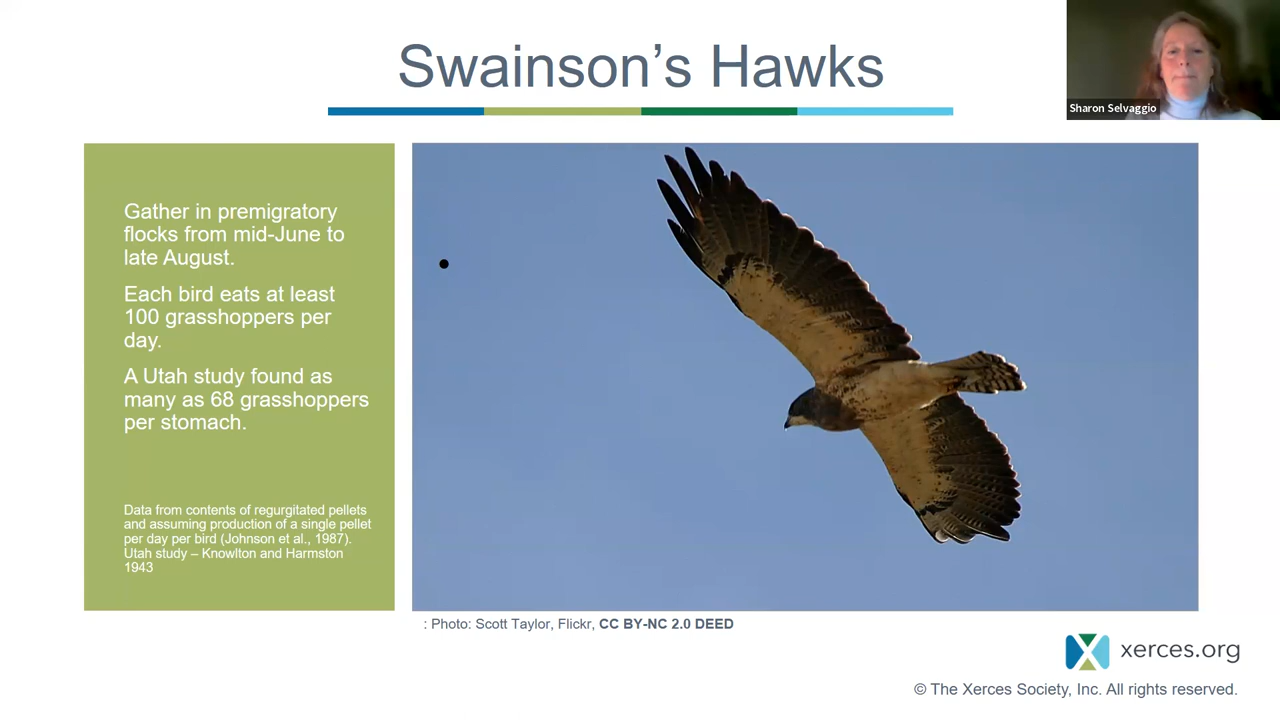 Swainson’s Hawks
Sharon Selvaggio
Gather in premigratory
flocks from mid-June to
late August.
Each bird eats at least
100 grasshoppers per
day.
A Utah study found as
many as 68 grasshoppers
per stomach.
Data from contents of regurgitated pellets
and assuming production of a single pellet
per day per bird (Johnson et al., 1987).
Utah study – Knowlton and Harmston
1943
: Photo: Scott Taylor, Flickr, CC BY-NC 2.0 DEED
xerces.org
© The Xerces Society, Inc. All rights reserved.